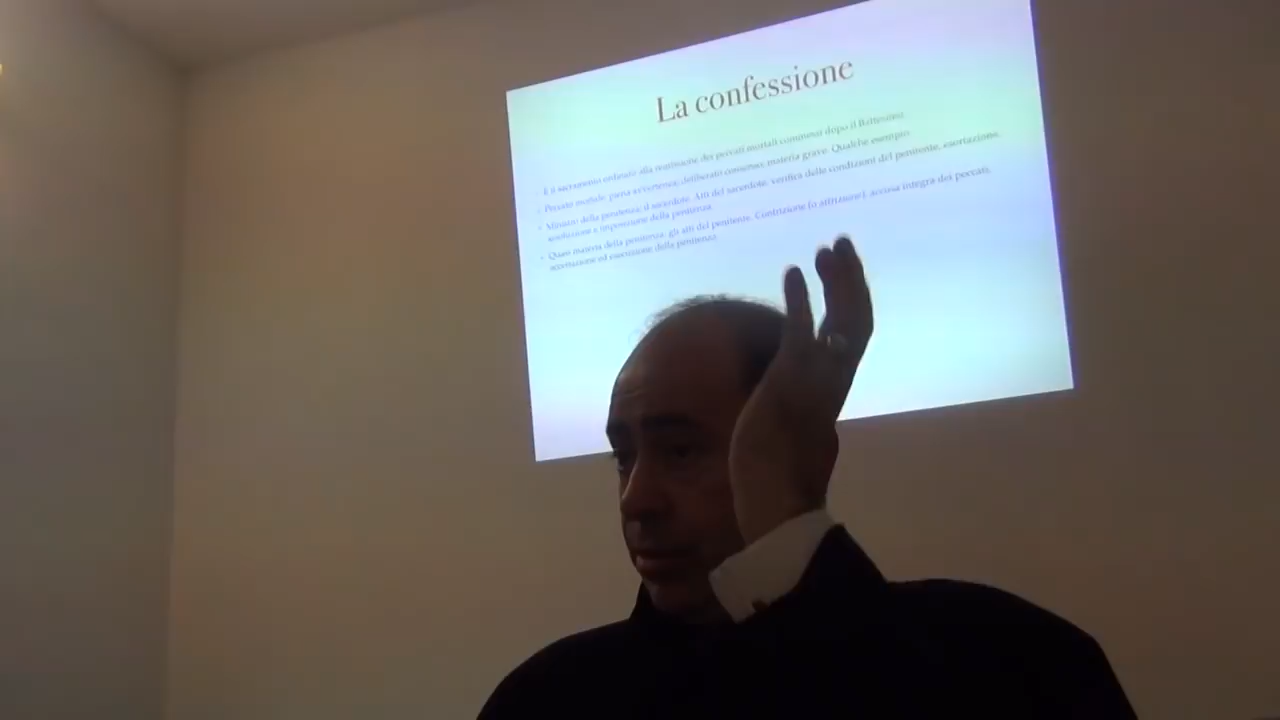 La confessione
È il sacramento ordinato alla remissione dei peccati mortali commessi dopo il Battesimo.
Peccato mortale: piena avvertenza, deliberato consenso, materia grave. Qualche esempio.
Ministro della penitenza: il sacerdote. Atti del sacerdote: verifica delle condizioni del penitente, esortazione,
assoluzione e imposizione della penitenza.
Quasi materia della penitenza: gli atti del penitente. Contrizione (o attrizione), accusa integra dei peccati,
accettazione ed esecuzione della penitenza.